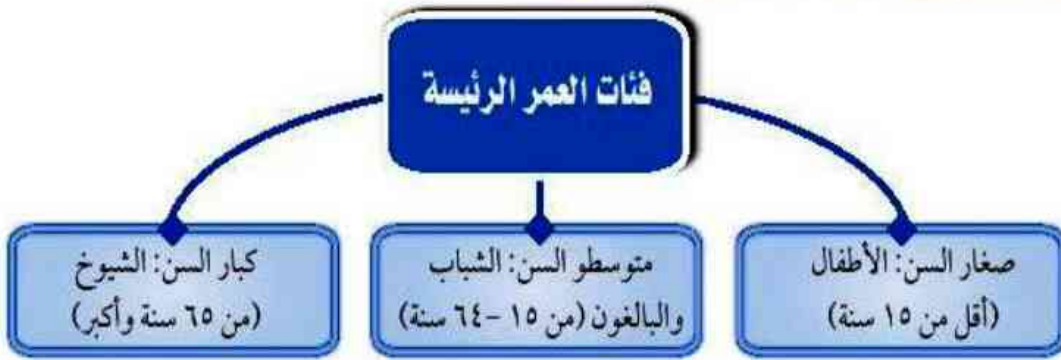 فئات العمر الرئيسة
صغار السن: الأطفال
(أقل من ١٥ سنة)
متوسطو السن: الشباب
والبالغون (من ١٥ -٦٤ سنة)
كبار السن: الشيوخ
(من ٦٥ سنة وأكبر)